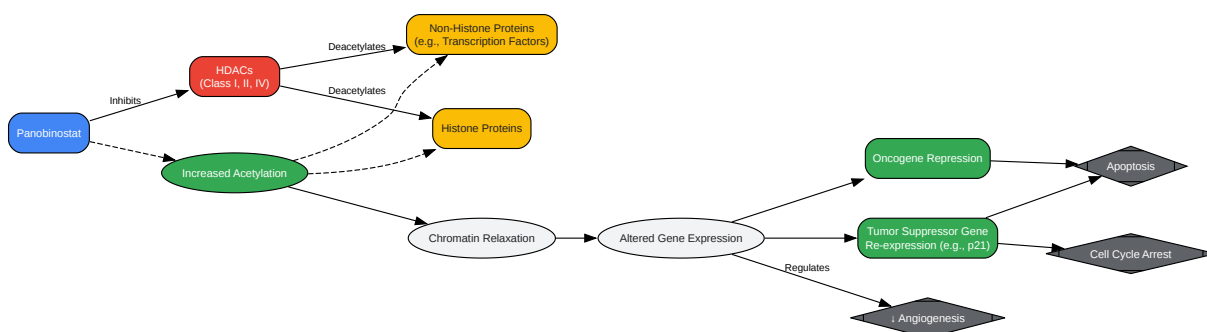 Non-Histone Proteins
(e.g., Transcription Factors)
Deacetylates
HDACs
(Class I, II, IV)
Deacetylates
Inhibits
Panobinostat
Histone Proteins
Increased Acetylation
Oncogene Repression
Apoptosis
Chromatin Relaxation
Altered Gene Expression
Tumor Suppressor Gene
Re-expression (e.g., p21)
Cell Cycle Arrest
Regulates
↓ Angiogenesis